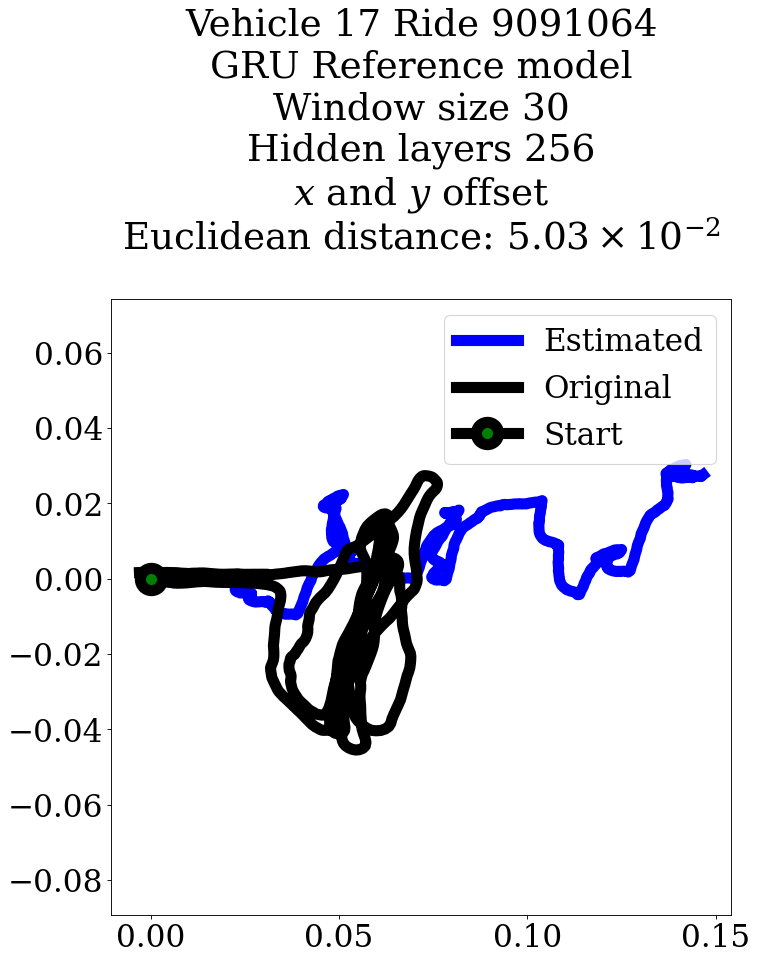 Vehicle 17 Ride 9091064
GRU Reference model
Window size 30
Hidden layers 256
x and y offset
Euclidean distance: 5.03 × 10⁻²
Estimated
Original
Start
0.06
0.04
0.02
0.00
−0.02
−0.04
−0.06
−0.08
0.00 0.05 0.10 0.15